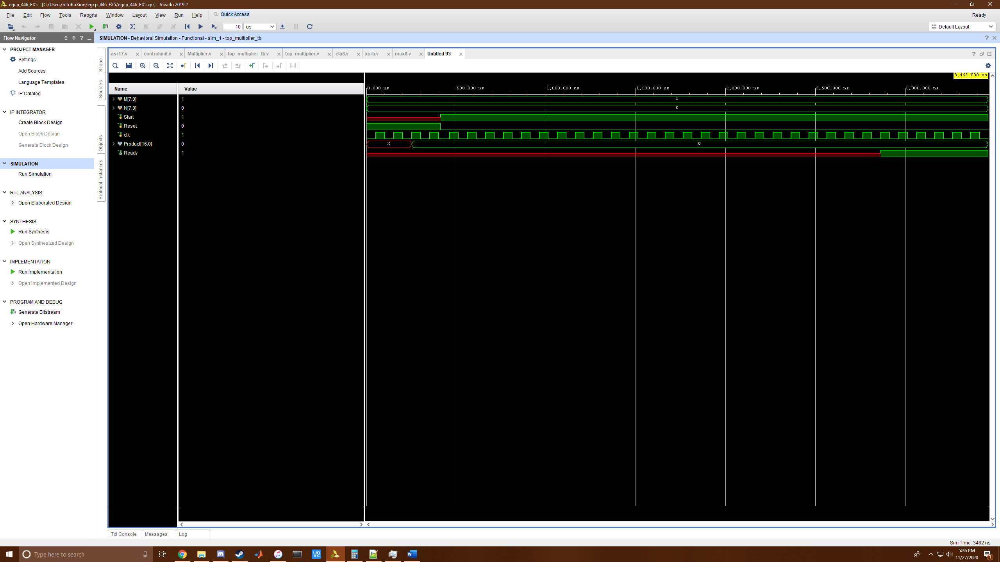 egcp_446_EX5 - [C:/Users/retribuXion/egcp_446_EX5/egcp_446_EX5.xpr] - Vivado 2019.2
File Edit Flow Tools Reports Window Layout View Run Help Quick Access Ready
10 us Default Layout
Flow Navigator
SIMULATION - Behavioral Simulation - Functional - sim_1 - top_multiplier_tb
PROJECT MANAGER
Settings
Add Sources
Language Templates
IP Catalog
IP INTEGRATOR
Create Block Design
Open Block Design
Generate Block Design
SIMULATION
Run Simulation
RTL ANALYSIS
Open Elaborated Design
SYNTHESIS
Run Synthesis
Open Synthesized Design
IMPLEMENTATION
Run Implementation
Open Implemented Design
PROGRAM AND DEBUG
Generate Bitstream
Open Hardware Manager
Scope
Sources
Objects
Protocol Instances
asr17.v controlunit.v Multiplier.v top_multiplier_tb.v top_multiplier.v cla8.v xorb.v mux8.v Untitled 93
3,462.000 ns
Name Value
0.000 ns 500.000 ns 1,000.000 ns 1,500.000 ns 2,000.000 ns 2,500.000 ns 3,000.000 ns
M[7:0] 1 1
N[7:0] 0 0
Start 1
Reset 0
clk 1
Product[16:0] 0 X 0
Ready 1
Tcl Console Messages Log
Sim Time: 3462 ns
Type here to search
5:36 PM
11/27/2020
1